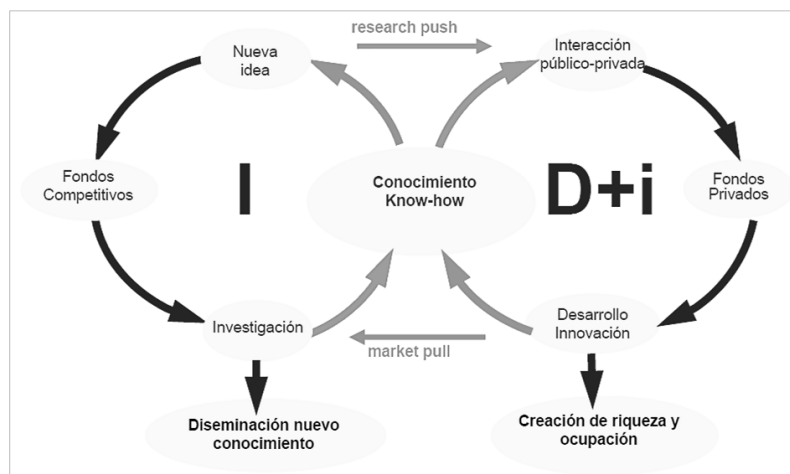 research push
Nueva
idea
Interacción
público-privada
Fondos
Competitivos
I
Conocimiento
Know-how
D+i
Fondos
Privados
Investigación
Desarrollo
Innovación
market pull
Diseminación nuevo
conocimiento
Creación de riqueza y
ocupación